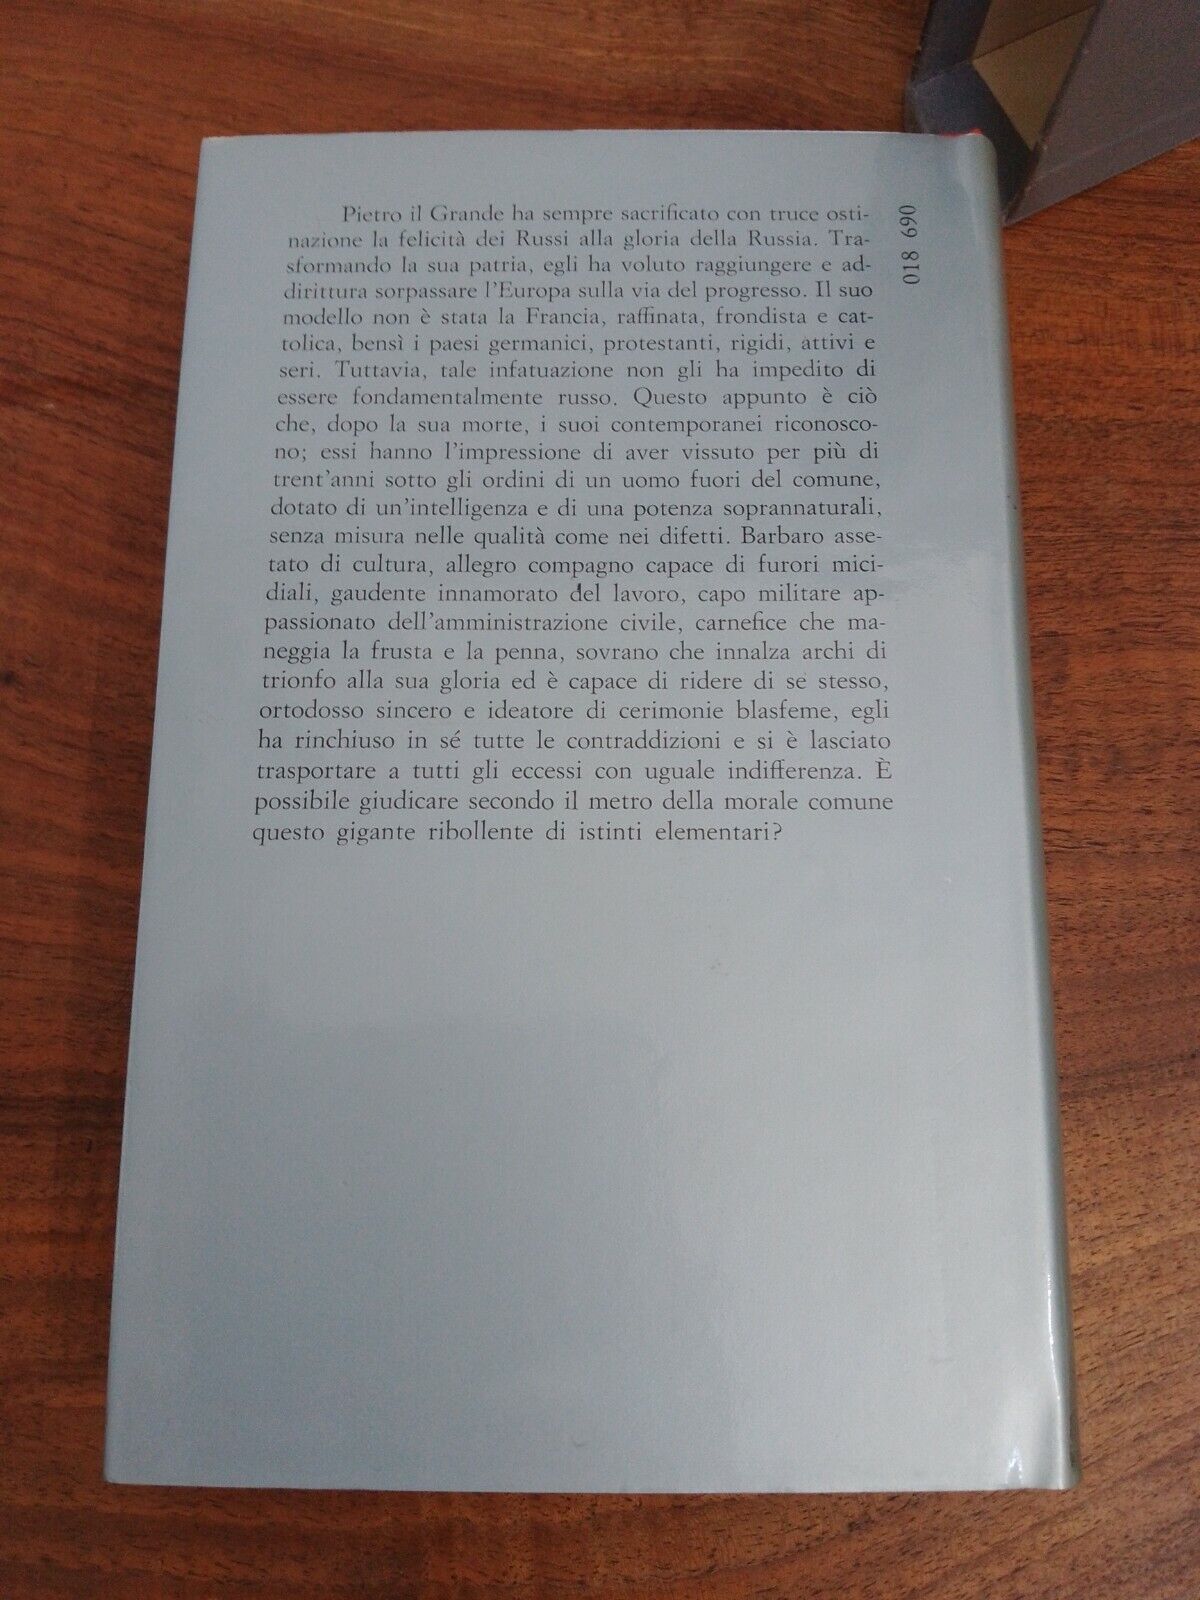 Pietro il Grande ha sempre sacrificato con truce osti-
nazione la felicità dei Russi alla gloria della Russia. Tra-
sformando la sua patria, egli ha voluto raggiungere e ad-
dirittura sorpassare l'Europa sulla via del progresso. Il suo
modello non è stata la Francia, raffinata, frondista e cat-
tolica, bensì i paesi germanici, protestanti, rigidi, attivi e
seri. Tuttavia, tale infatuazione non gli ha impedito di
essere fondamentalmente russo. Questo appunto è ciò
che, dopo la sua morte, i suoi contemporanei riconosco-
no; essi hanno l'impressione di aver vissuto per più di
trent'anni sotto gli ordini di un uomo fuori del comune,
dotato di un'intelligenza e di una potenza soprannaturali,
senza misura nelle qualità come nei difetti. Barbaro asse-
tato di cultura, allegro compagno capace di furori mici-
diali, gaudente innamorato del lavoro, capo militare ap-
passionato dell'amministrazione civile, carnefice che ma-
neggia la frusta e la penna, sovrano che innalza archi di
trionfo alla sua gloria ed è capace di ridere di se stesso,
ortodosso sincero e ideatore di cerimonie blasfeme, egli
ha rinchiuso in sé tutte le contraddizioni e si è lasciato
trasportare a tutti gli eccessi con uguale indifferenza. È
possibile giudicare secondo il metro della morale comune
questo gigante ribollente di istinti elementari?
018 690